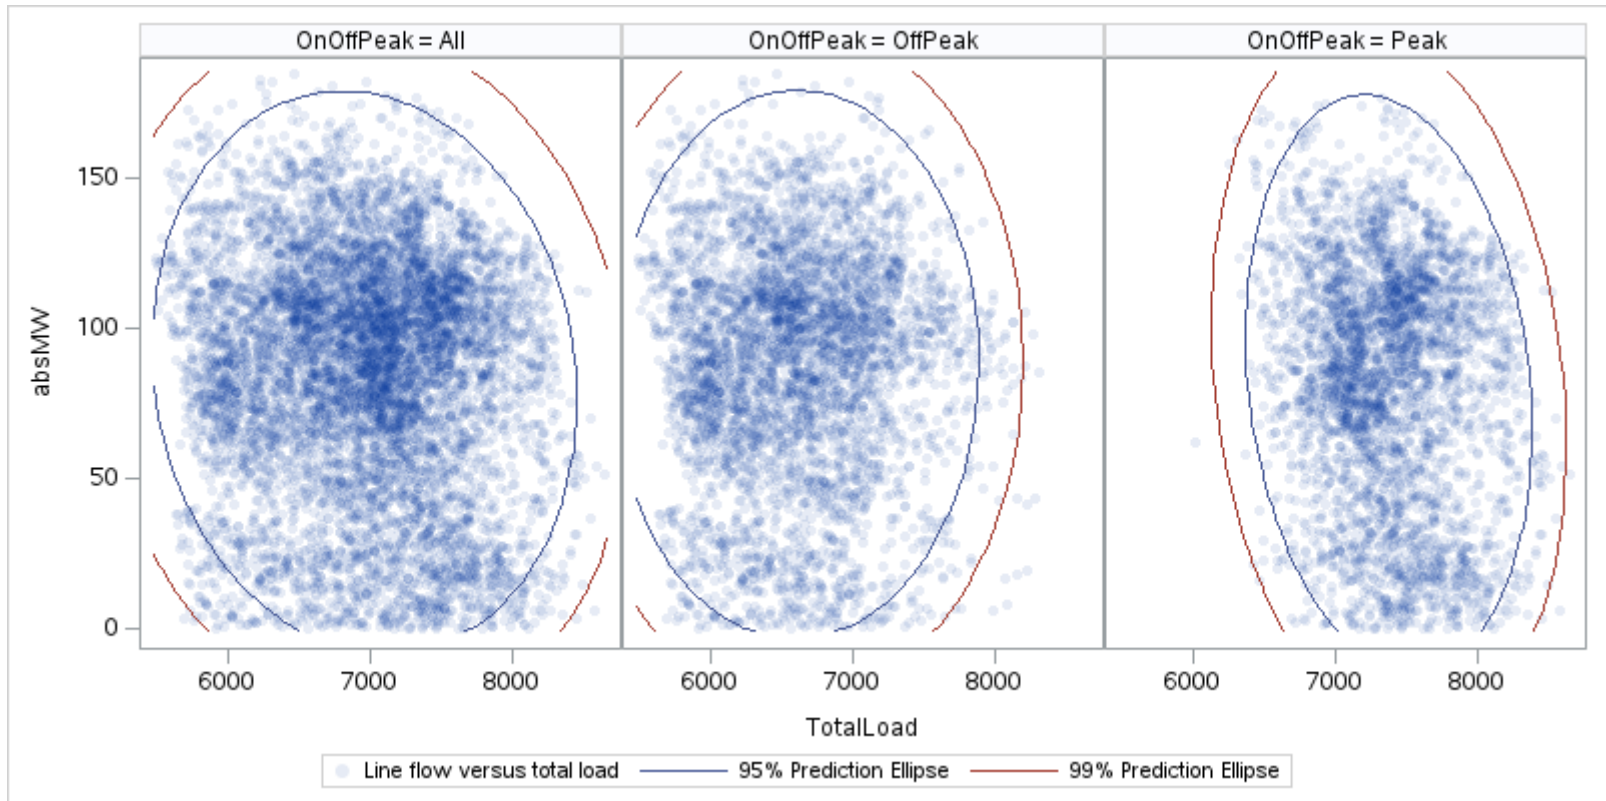 OnOffPeak = All
OnOffPeak = OffPeak
OnOffPeak = Peak
absMW
150
100
50
0
6000 7000 8000
6000 7000 8000
6000 7000 8000
TotalLoad
Line flow versus total load
95% Prediction Ellipse
99% Prediction Ellipse